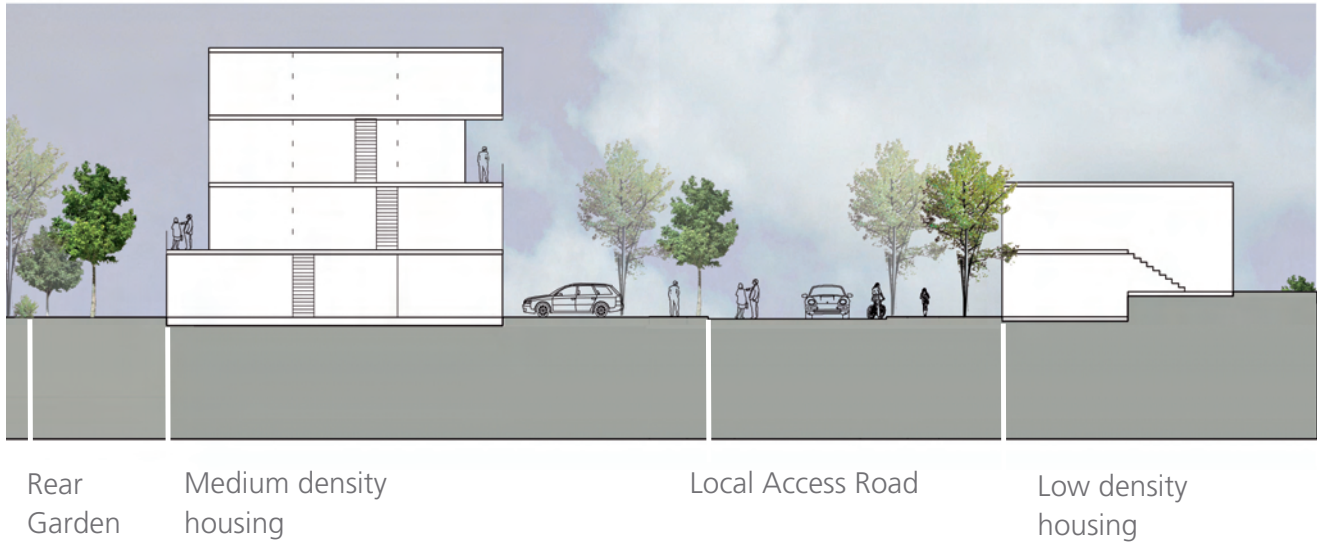 Rear
Garden
Medium density
housing
Local Access Road
Low density
housing